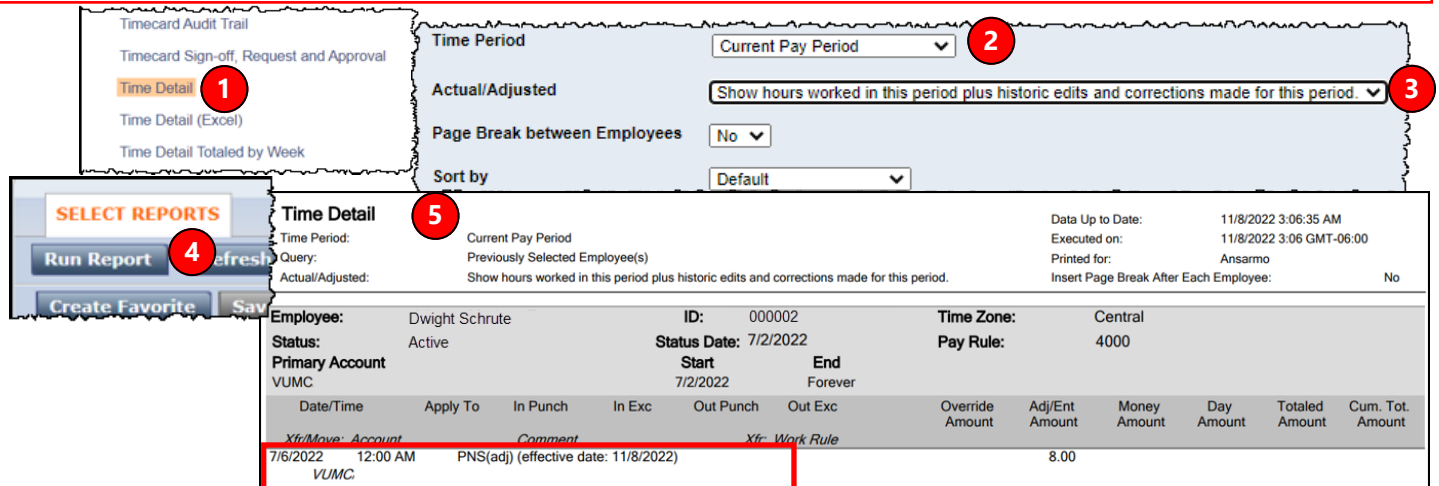 Timecard Audit Trail
Timecard Sign-off, Request and Approval
Time Detail 1
Time Detail (Excel)
Time Detail Totaled by Week
Time Period Current Pay Period 2
Actual/Adjusted Show hours worked in this period plus historic edits and corrections made for this period. 3
Page Break between Employees No
Sort by Default
SELECT REPORTS
Run Report 4 efresh
Create Favorite Sav
Time Detail 5
Data Up to Date: 11/8/2022 3:06:35 AM
Time Period: Current Pay Period Executed on: 11/8/2022 3:06 GMT-06:00
Query: Previously Selected Employee(s) Printed for: Ansarmo
Actual/Adjusted: Show hours worked in this period plus historic edits and corrections made for this period. Insert Page Break After Each Employee: No
Employee: Dwight Schrute ID: 000002 Time Zone: Central
Status: Active Status Date: 7/2/2022 Pay Rule: 4000
Primary Account Start End
VUMC 7/2/2022 Forever
Date/Time Apply To In Punch In Exc Out Punch Out Exc Override Amount Adj/Ent Amount Money Amount Day Amount Totaled Amount Cum. Tot. Amount
Xfr/Move: Account Comment Xfr: Work Rule
7/6/2022 12:00 AM PNS(adj) (effective date: 11/8/2022) 8.00
VUMC;